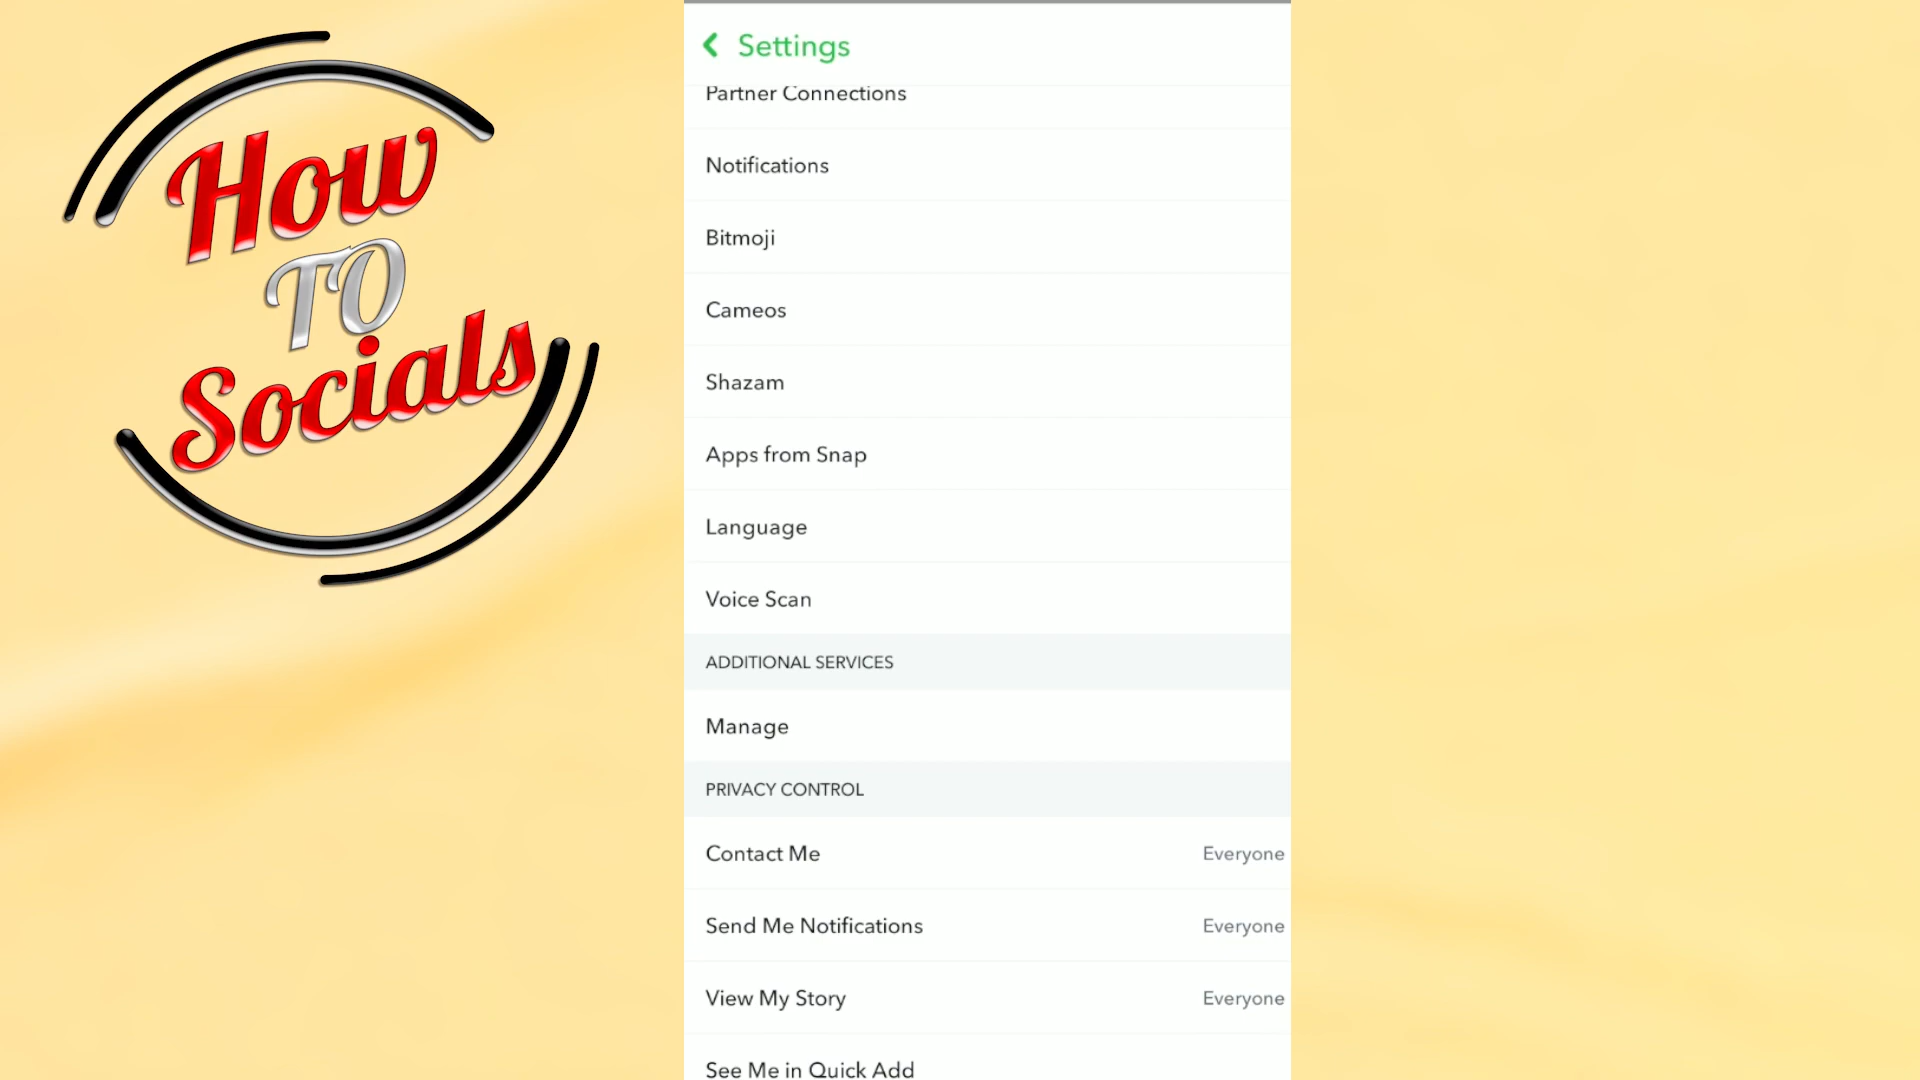 How
TO
Socials
Settings
Partner Connections
Notifications
Bitmoji
Cameos
Shazam
Apps from Snap
Language
Voice Scan
ADDITIONAL SERVICES
Manage
PRIVACY CONTROL
Contact Me Everyone
Send Me Notifications Everyone
View My Story Everyone
See Me in Quick Add